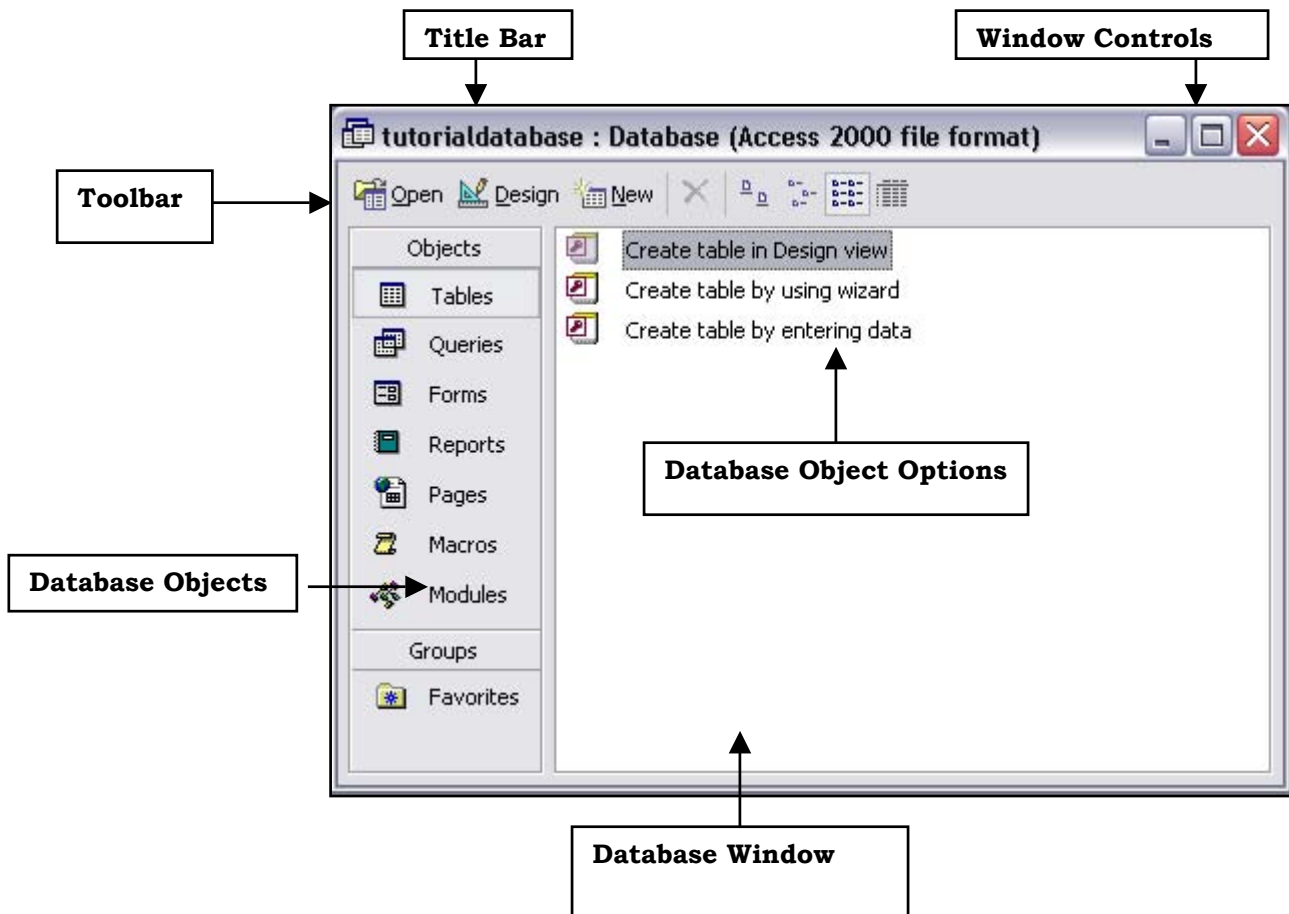 Title Bar
Window Controls
tutorialdatabase : Database (Access 2000 file format)
Toolbar
Open Design New
Objects
Tables
Queries
Forms
Reports
Pages
Macros
Modules
Groups
Favorites
Create table in Design view
Create table by using wizard
Create table by entering data
Database Object Options
Database Objects
Database Window